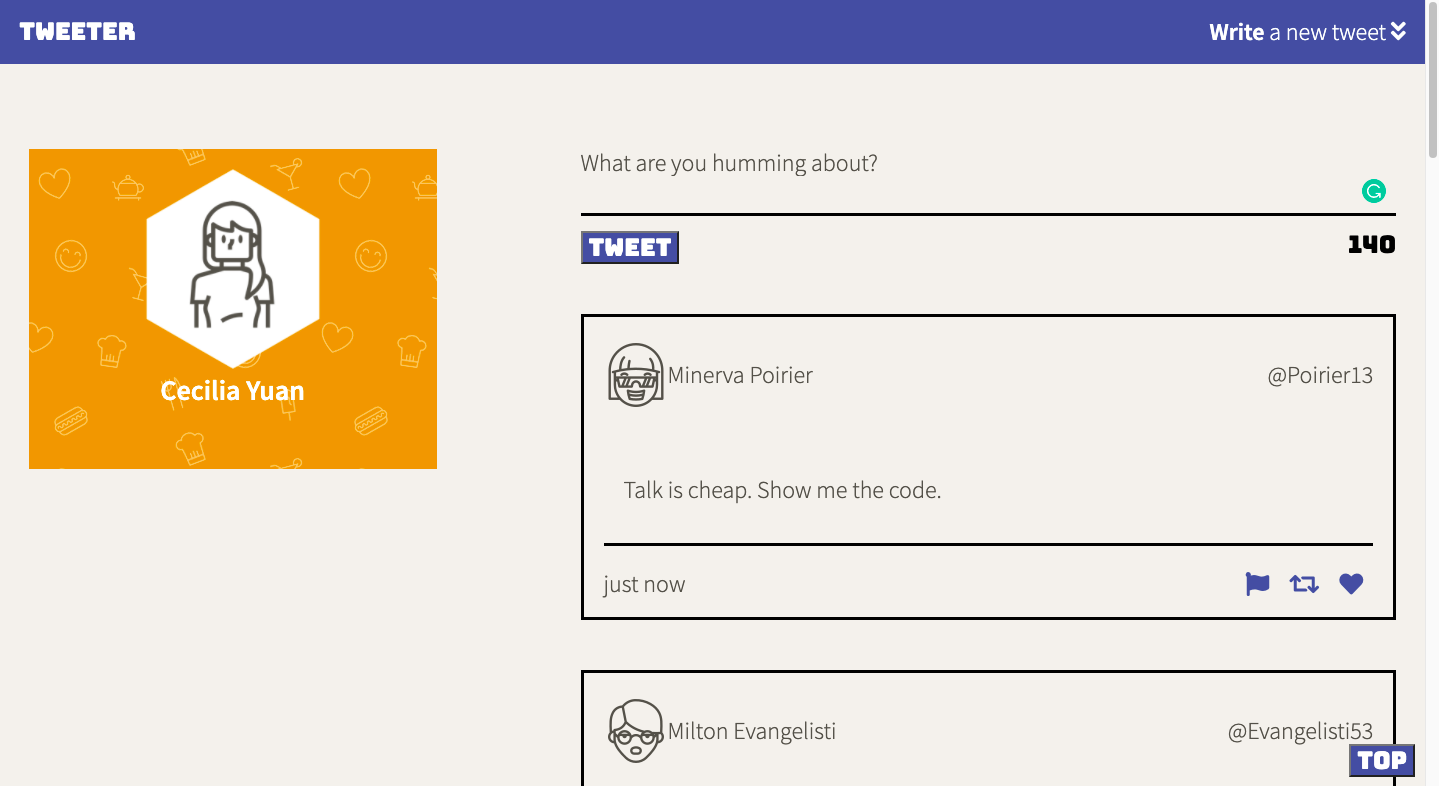 TWEETER
Write a new tweet
Cecilia Yuan
What are you humming about?
TWEET
140
Minerva Poirier
@Poirier13
Talk is cheap. Show me the code.
just now
Milton Evangelisti
@Evangelisti53
TOP